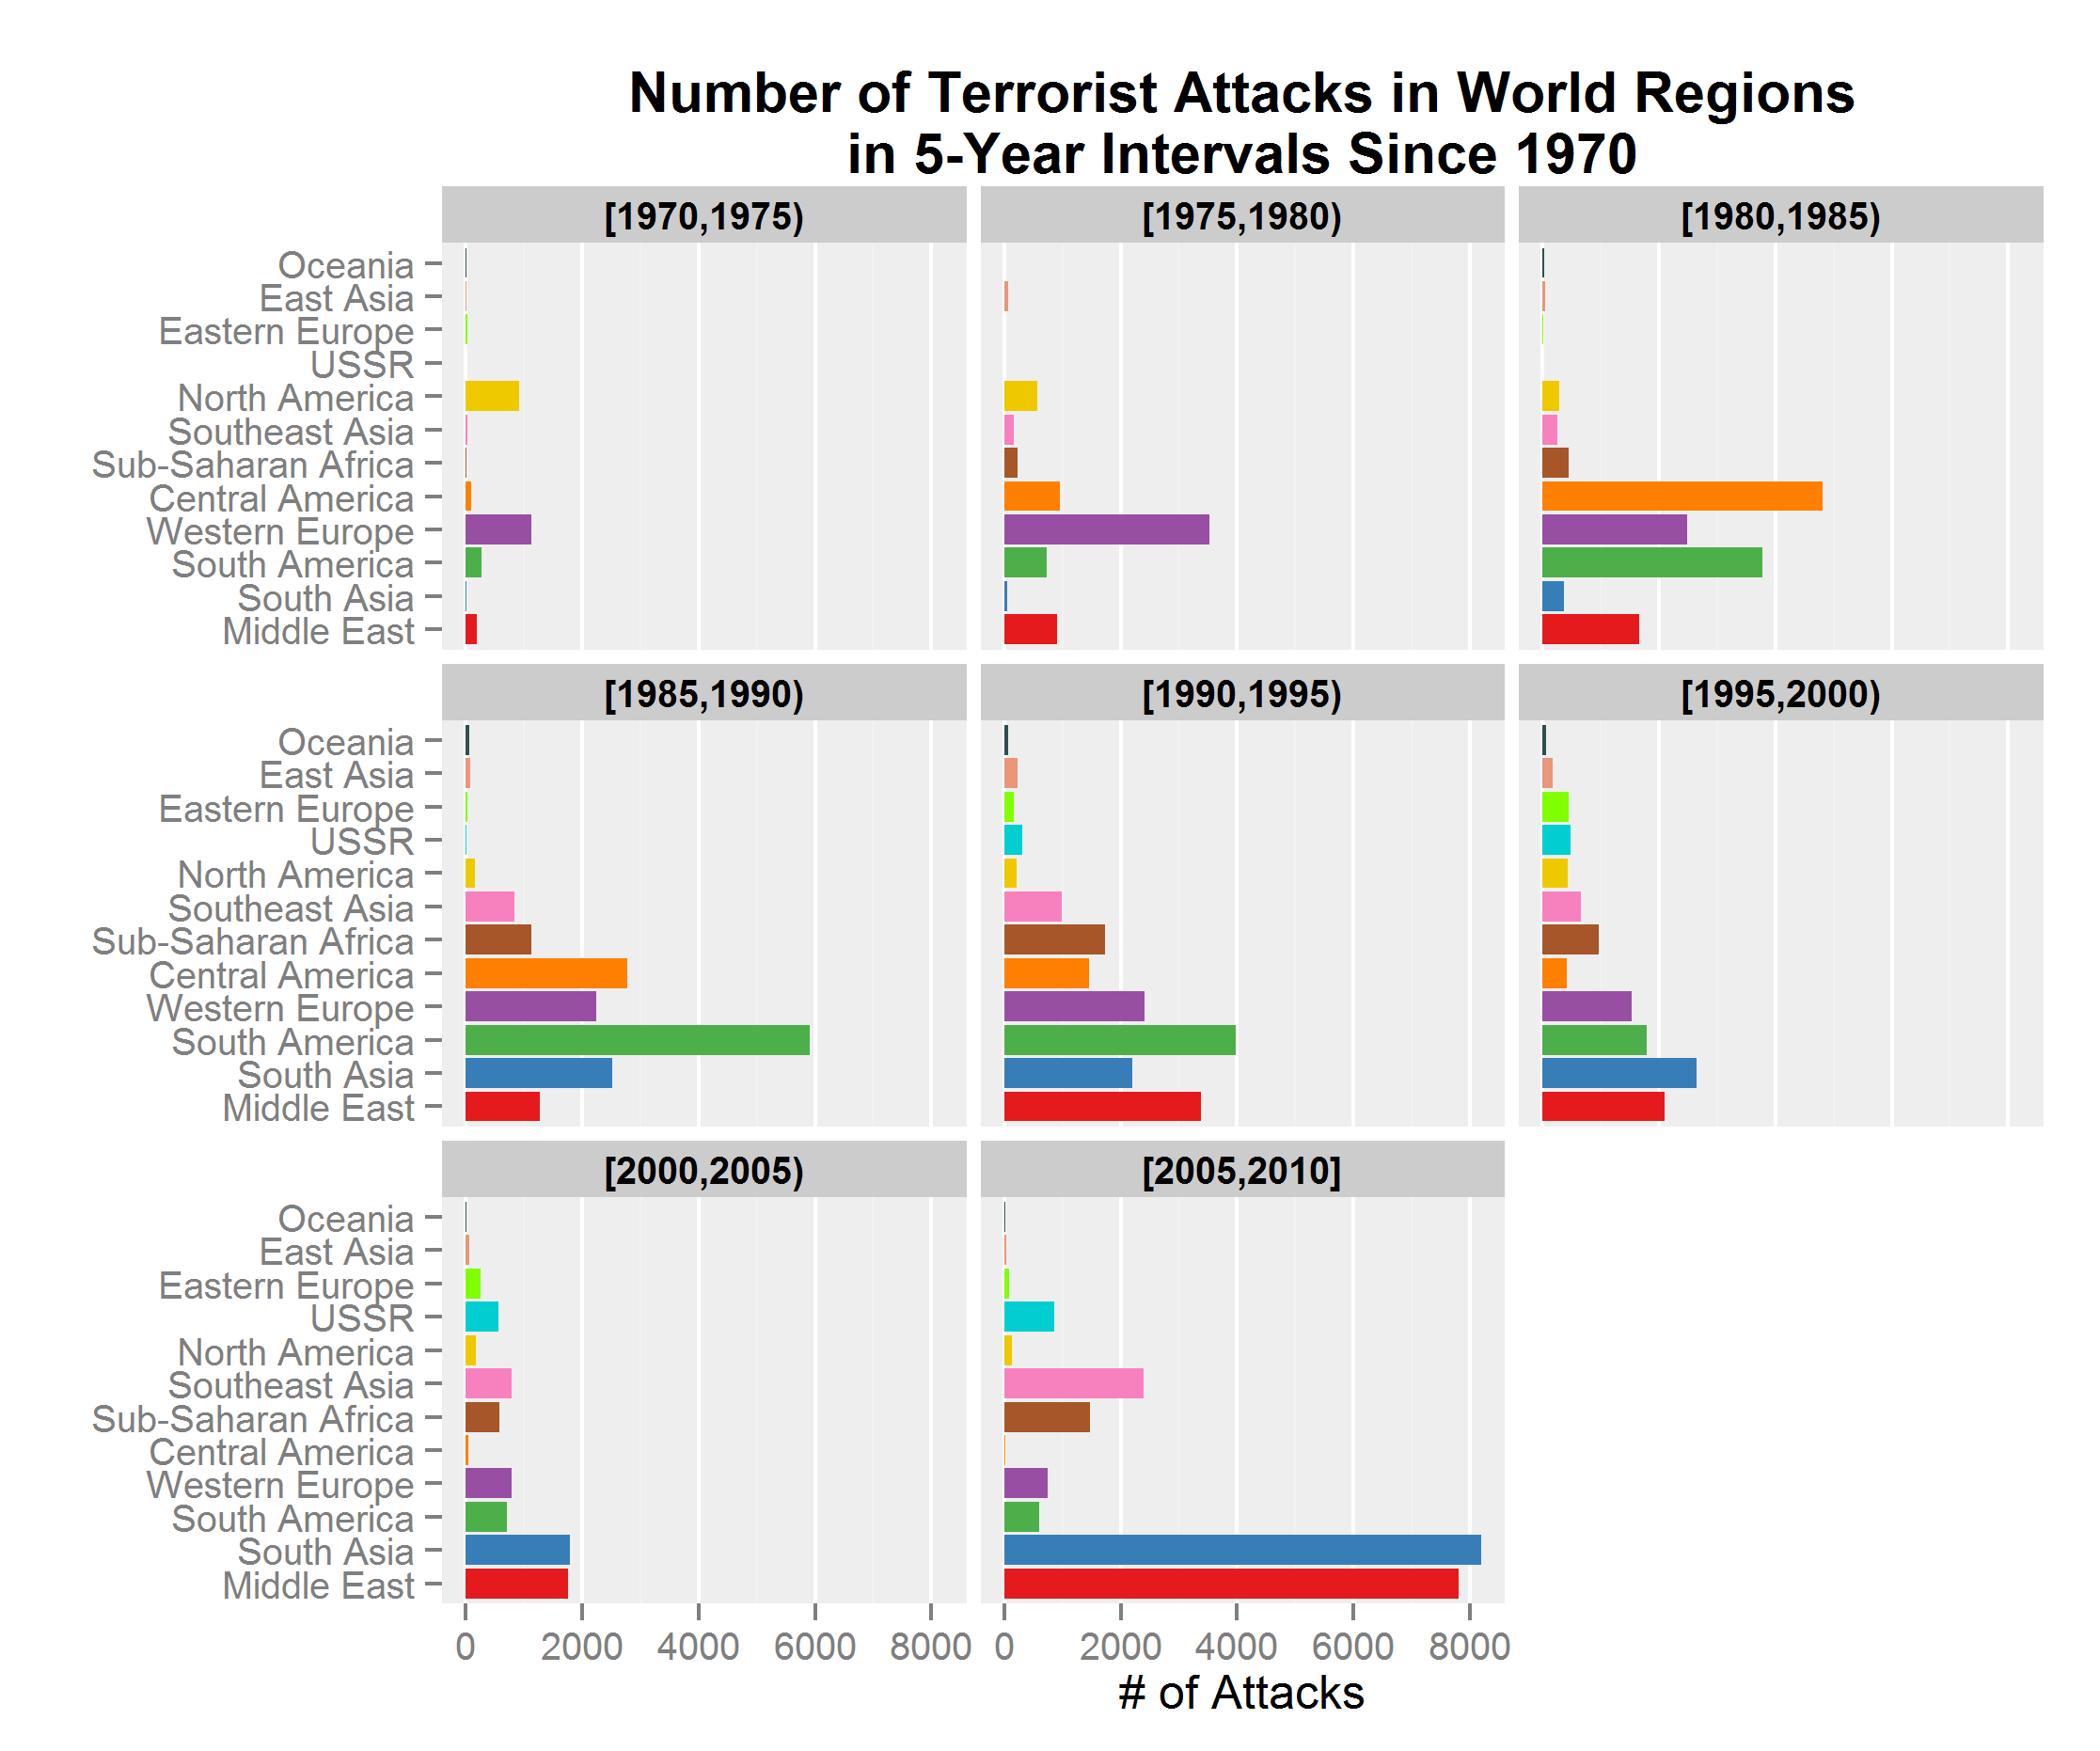 Number of Terrorist Attacks in World Regions
in 5-Year Intervals Since 1970
[1970,1975)
[1975,1980)
[1980,1985)
Oceania
East Asia
Eastern Europe
USSR
North America
Southeast Asia
Sub-Saharan Africa
Central America
Western Europe
South America
South Asia
Middle East
[1985,1990)
[1990,1995)
[1995,2000)
Oceania
East Asia
Eastern Europe
USSR
North America
Southeast Asia
Sub-Saharan Africa
Central America
Western Europe
South America
South Asia
Middle East
[2000,2005)
[2005,2010]
Oceania
East Asia
Eastern Europe
USSR
North America
Southeast Asia
Sub-Saharan Africa
Central America
Western Europe
South America
South Asia
Middle East
0 2000 4000 6000 8000
0 2000 4000 6000 8000
# of Attacks